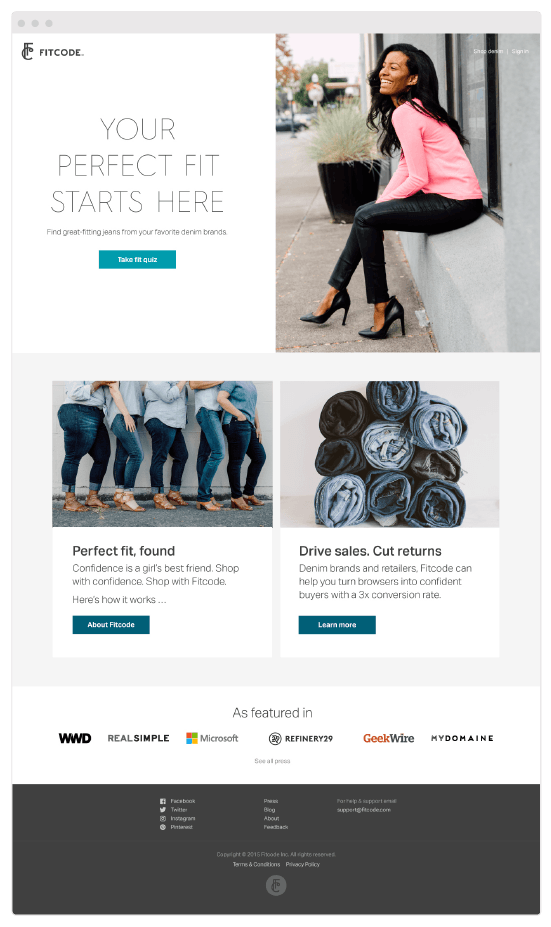 FITCODE
Shop denim | Sign in
YOUR
PERFECT FIT
STARTS HERE
Find great-fitting jeans from your favorite denim brands.
Take fit quiz
Perfect fit, found
Confidence is a girl's best friend. Shop
with confidence. Shop with Fitcode.
Here's how it works ...
About Fitcode
Drive sales. Cut returns
Denim brands and retailers, Fitcode can
help you turn browsers into confident
buyers with a 3x conversion rate.
Learn more
As featured in
WWD REALSIMPLE Microsoft REFINERY29 GeekWire MYDOMAINE
See all press
Facebook
Twitter
Instagram
Pinterest
Press
Blog
About
Feedback
For help & support email
support@fitcode.com
Copyright © 2015 Fitcode Inc. All rights reserved.
Terms & Conditions Privacy Policy